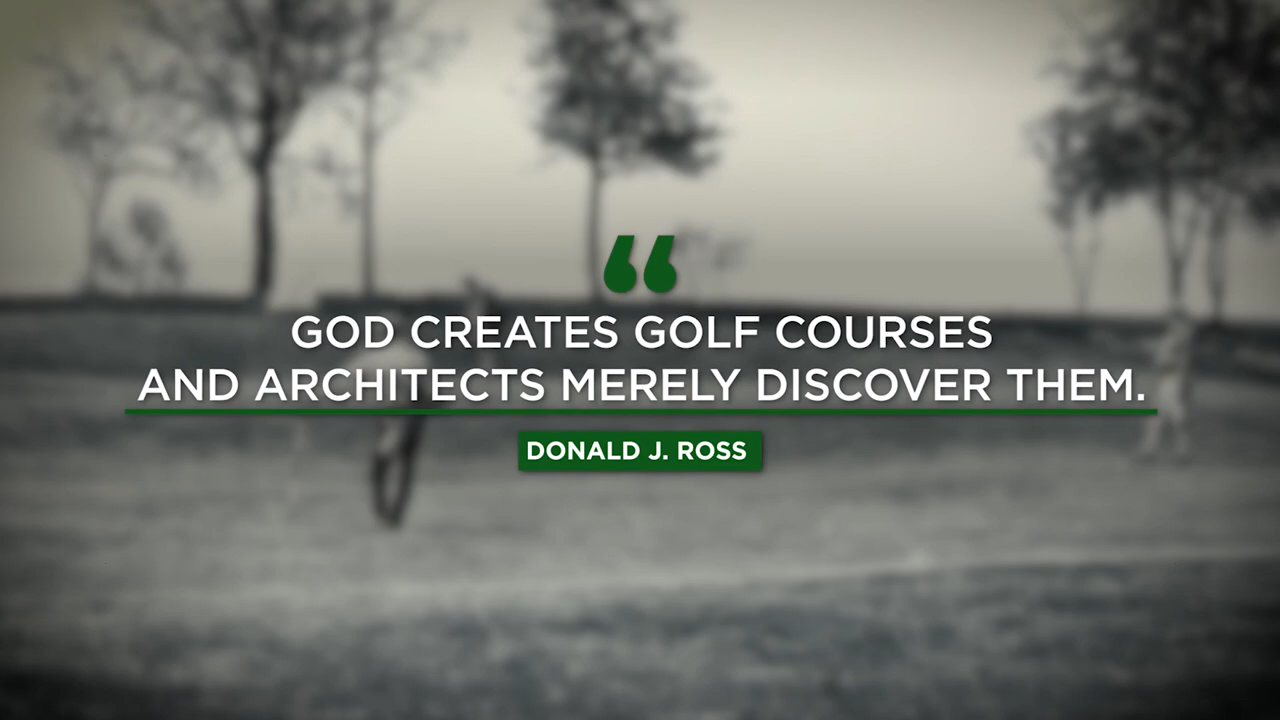 “
GOD CREATES GOLF COURSES
AND ARCHITECTS MERELY DISCOVER THEM.
DONALD J. ROSS